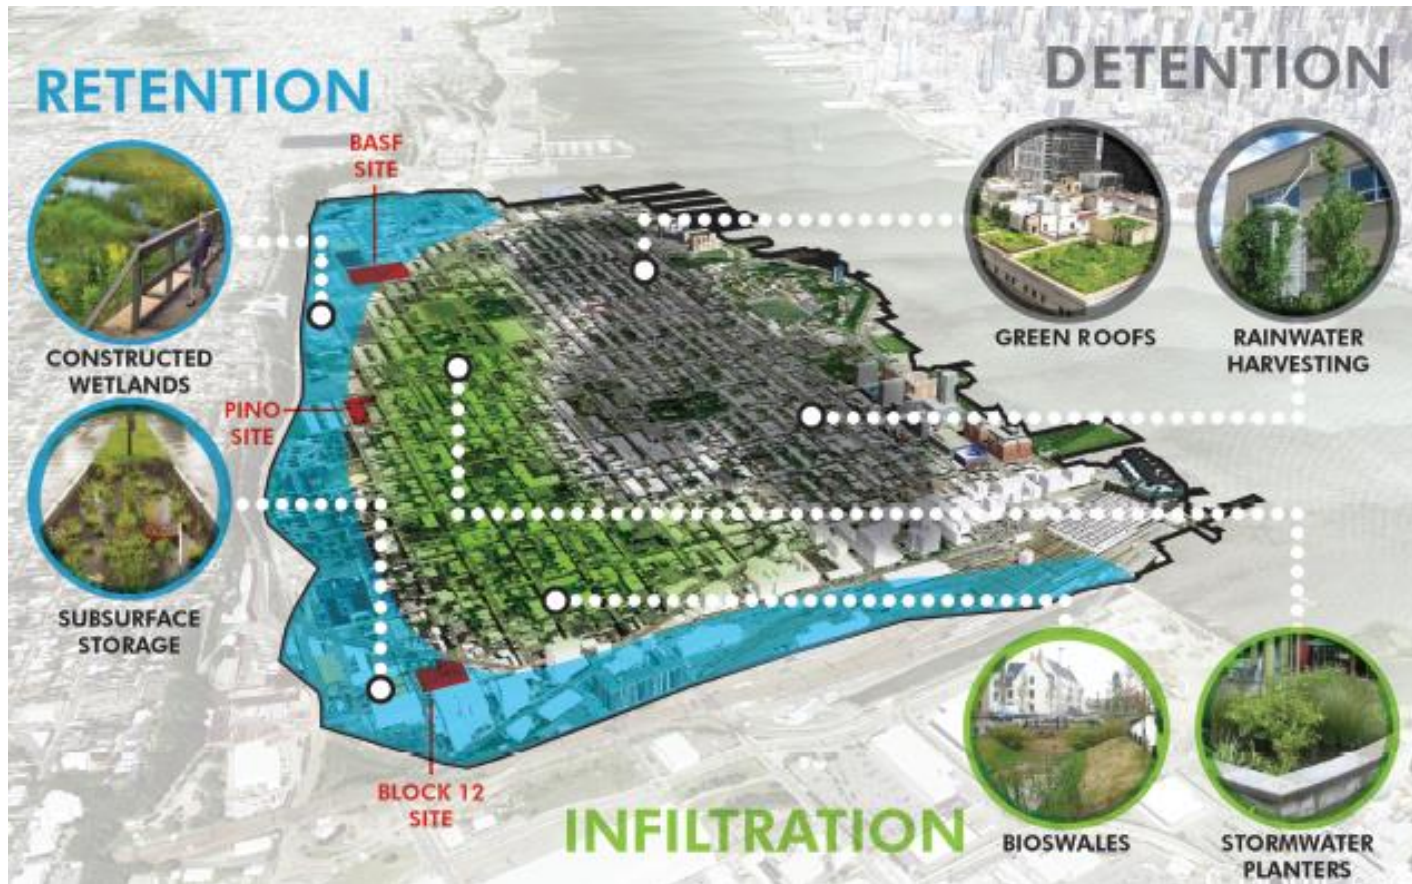 RETENTION
DETENTION
BASF
SITE
CONSTRUCTED
WETLANDS
GREEN ROOFS
RAINWATER
HARVESTING
PINO
SITE
SUBSURFACE
STORAGE
BLOCK 12
SITE
INFILTRATION
BIOSWALES
STORMWATER
PLANTERS